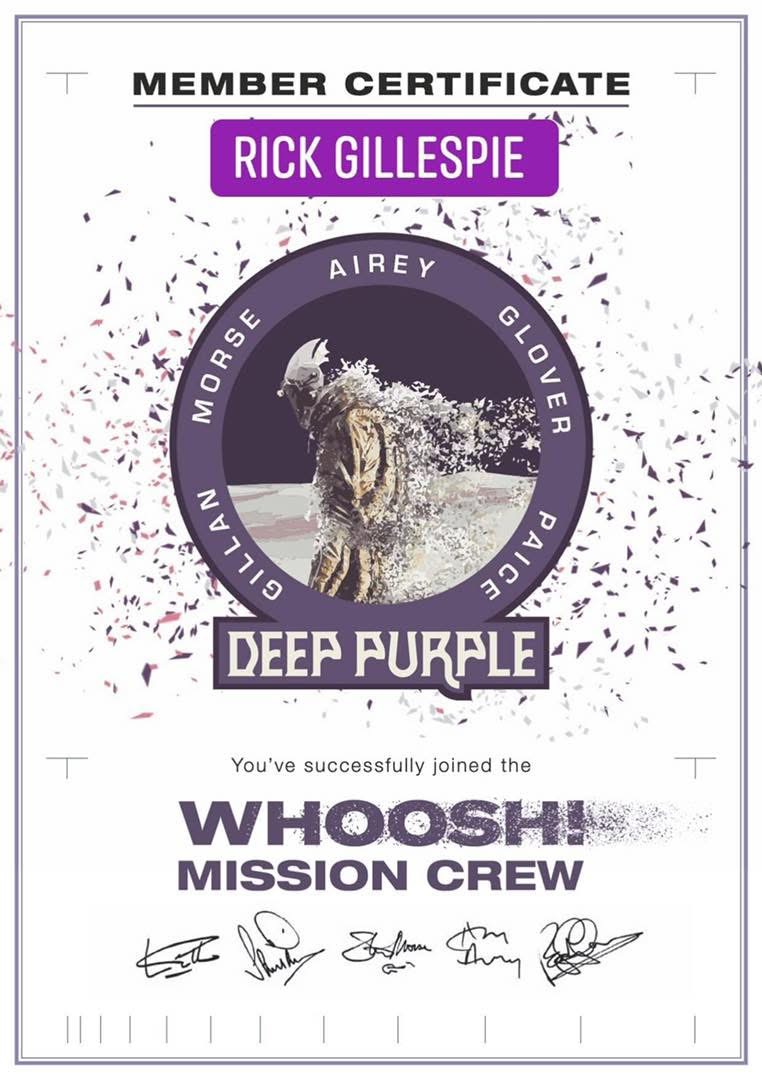 MEMBER CERTIFICATE
RICK GILLESPIE
GILLAN MORSE AIREY GLOVER PAICE
DEEP PURPLE
You've successfully joined the
WHOOSH!
MISSION CREW